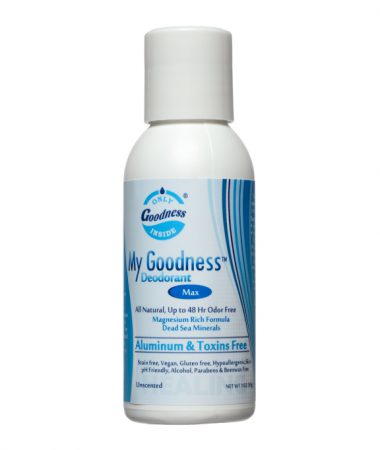 ONLY
Goodness ®
INSIDE
My Goodness™
Deodorant
Max
All Natural, Up to 48 Hr Odor Free
Magnesium Rich Formula
Dead Sea Minerals
Aluminum & Toxins Free
Stain free, Vegan, Gluten free, Hypoallergenic, Skin
pH Friendly, Alcohol, Parabens & Beeswax Free
Unscented
NET WT